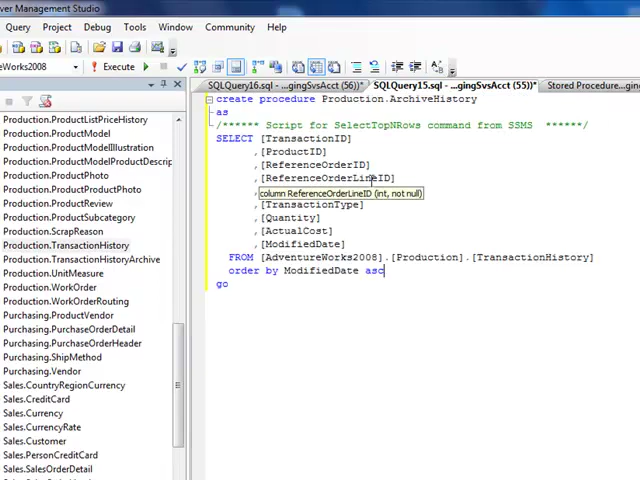 ver Management Studio
Query Project Debug Tools Window Community Help
eWorks2008 Execute
SQLQuery16.sql - ...gingSvsAcct (56))* SQLQuery15.sql - ...gingSvsAcct (55))* Stored Procedure...g
Production.ProductListPriceHistory
Production.ProductModel
Production.ProductModelProductDescrip
Production.ProductPhoto
Production.ProductProductPhoto
Production.ProductReview
Production.ScrapReason
Production.TransactionHistory
Production.TransactionHistoryArchive
Production.UnitMeasure
Production.WorkOrder
Production.WorkOrderRouting
Purchasing.ProductVendor
Purchasing.PurchaseOrderDetail
Purchasing.PurchaseOrderHeader
Purchasing.ShipMethod
Purchasing.Vendor
Sales.CountryRegionCurrency
Sales.CreditCard
Sales.Currency
Sales.CurrencyRate
Sales.Customer
Sales.PersonCreditCard
Sales.SalesOrderDetail
create procedure Production.ArchiveHistory
as
/****** Script for SelectTopNRows command from SSMS ******/
SELECT [TransactionID]
,[ProductID]
,[ReferenceOrderID]
,[ReferenceOrderLineID]
,
column ReferenceOrderLineID (int, not null)
,[TransactionType]
,[Quantity]
,[ActualCost]
,[ModifiedDate]
FROM [AdventureWorks2008].[Production].[TransactionHistory]
order by ModifiedDate asc
go